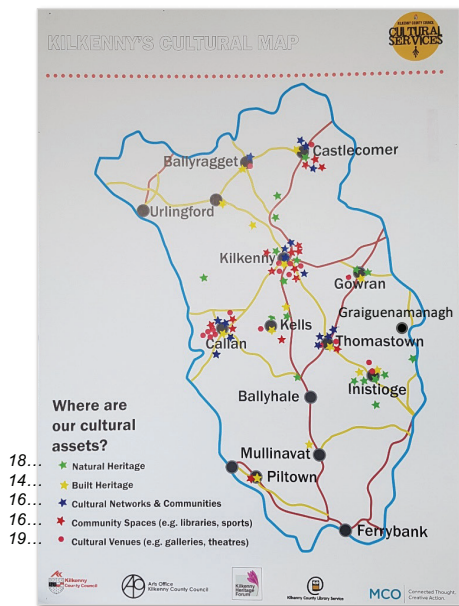 KILKENNY COUNTY COUNCIL
CULTURAL
SERVICES
KILKENNY'S CULTURAL MAP
Castlecomer
Ballyragget
Urlingford
Kilkenny
Gowran
Graiguenamanagh
Kells
Thomastown
Callan
Inistioge
Ballyhale
Where are
our cultural
assets?
Mullinavat
18... Natural Heritage
Piltown
14... Built Heritage
16... Cultural Networks & Communities
16... Community Spaces (e.g. libraries, sports)
Ferrybank
19... Cultural Venues (e.g. galleries, theatres)
Kilkenny
County Council
Arts Office
Kilkenny County Council
Kilkenny
Heritage
Forum
Kilkenny County Library Service
MCO
Connected Thought.
Creative Action.